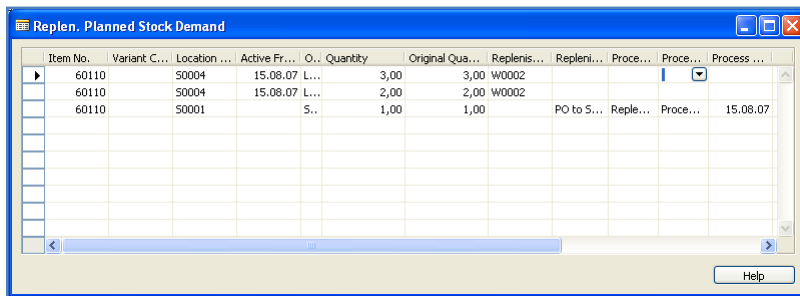 Replen. Planned Stock Demand
Item No. Variant C... Location ... Active Fr... O.. Quantity Original Qua... Replenis... Repleni... Proce... Proce... Process ...
60110 S0004 15.08.07 L... 3,00 3,00 W0002
60110 S0004 15.08.07 L... 2,00 2,00 W0002
60110 S0001 S.. 1,00 1,00 PO to S... Reple... Proce... 15.08.07
Help